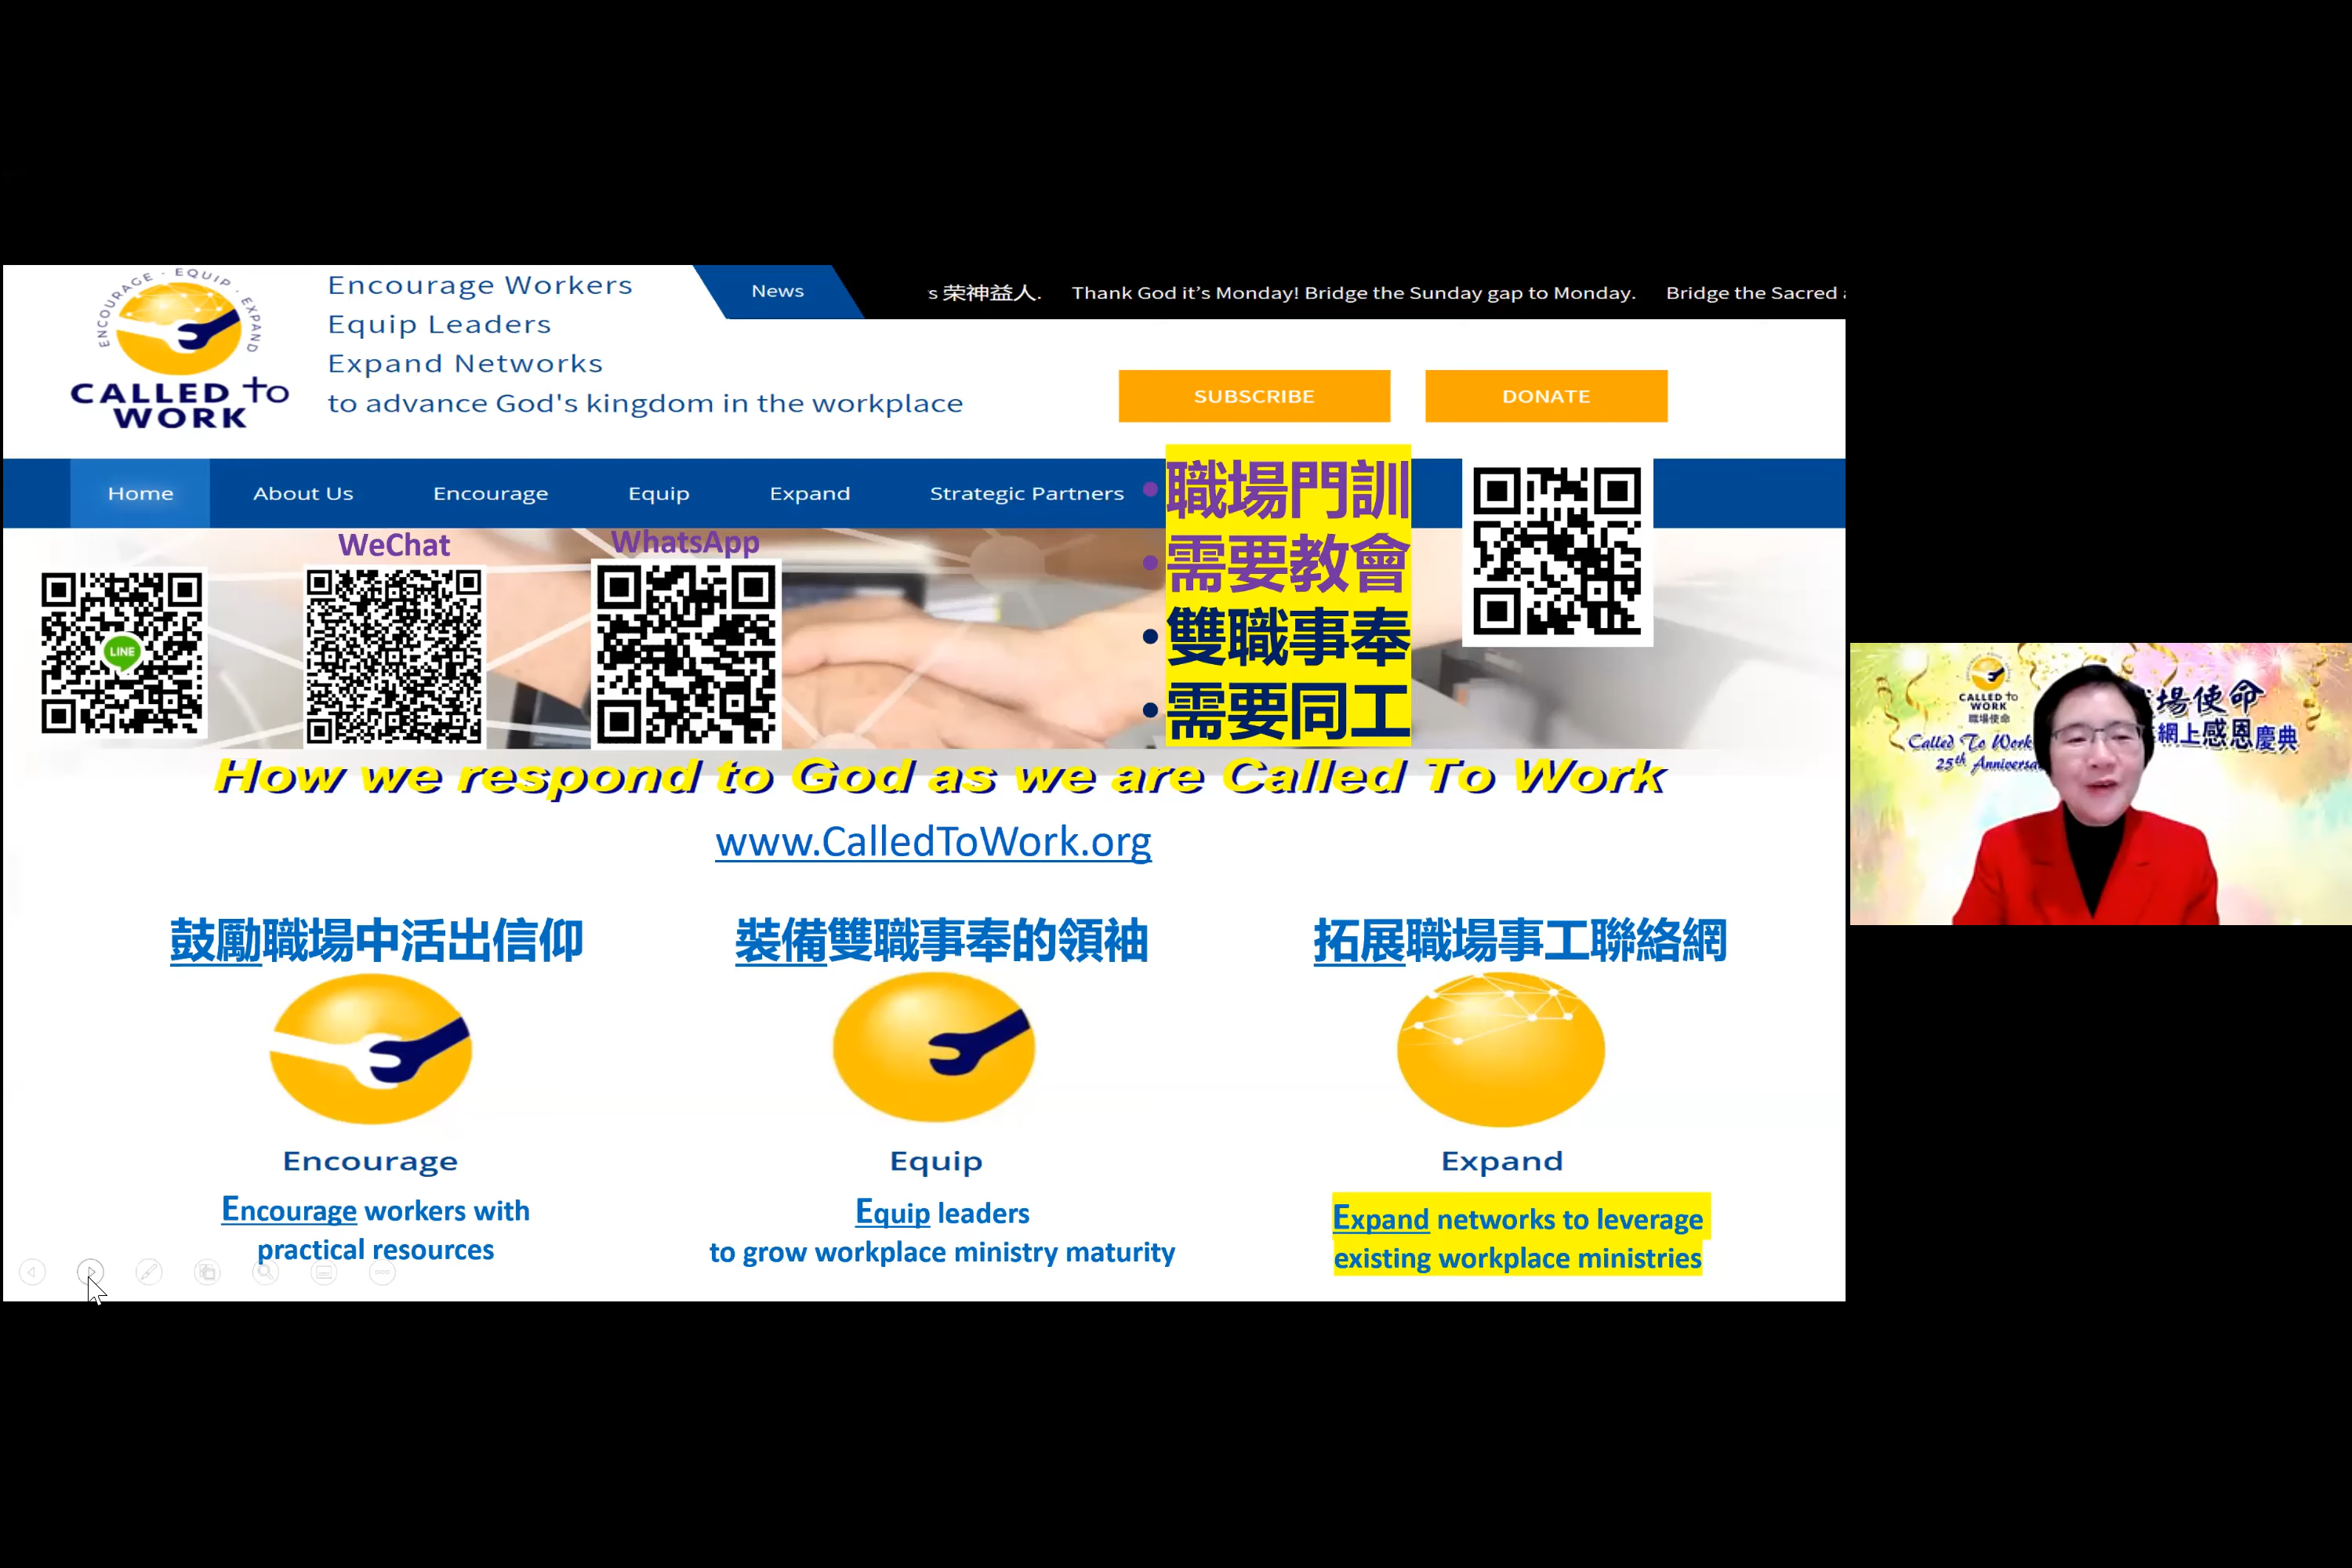 ENCOURAGE · EQUIP · EXPAND
CALLED to
WORK
Encourage Workers
Equip Leaders
Expand Networks
to advance God's kingdom in the workplace
News
s 荣神益人. Thank God it's Monday! Bridge the Sunday gap to Monday. Bridge the Sacred
SUBSCRIBE
DONATE
Home
About Us
Encourage
Equip
Expand
Strategic Partners
• 職場門訓
• 需要教會
• 雙職事奉
• 需要同工
WeChat
WhatsApp
LINE
How we respond to God as we are Called To Work
www.CalledToWork.org
鼓勵職場中活出信仰
裝備雙職事奉的領袖
拓展職場事工聯絡網
Encourage
Equip
Expand
Encourage workers with
practical resources
Equip leaders
to grow workplace ministry maturity
Expand networks to leverage
existing workplace ministries
CALLED to
WORK
職場使命
Called To Work
25th Anniversa
場使命
網上感恩慶典